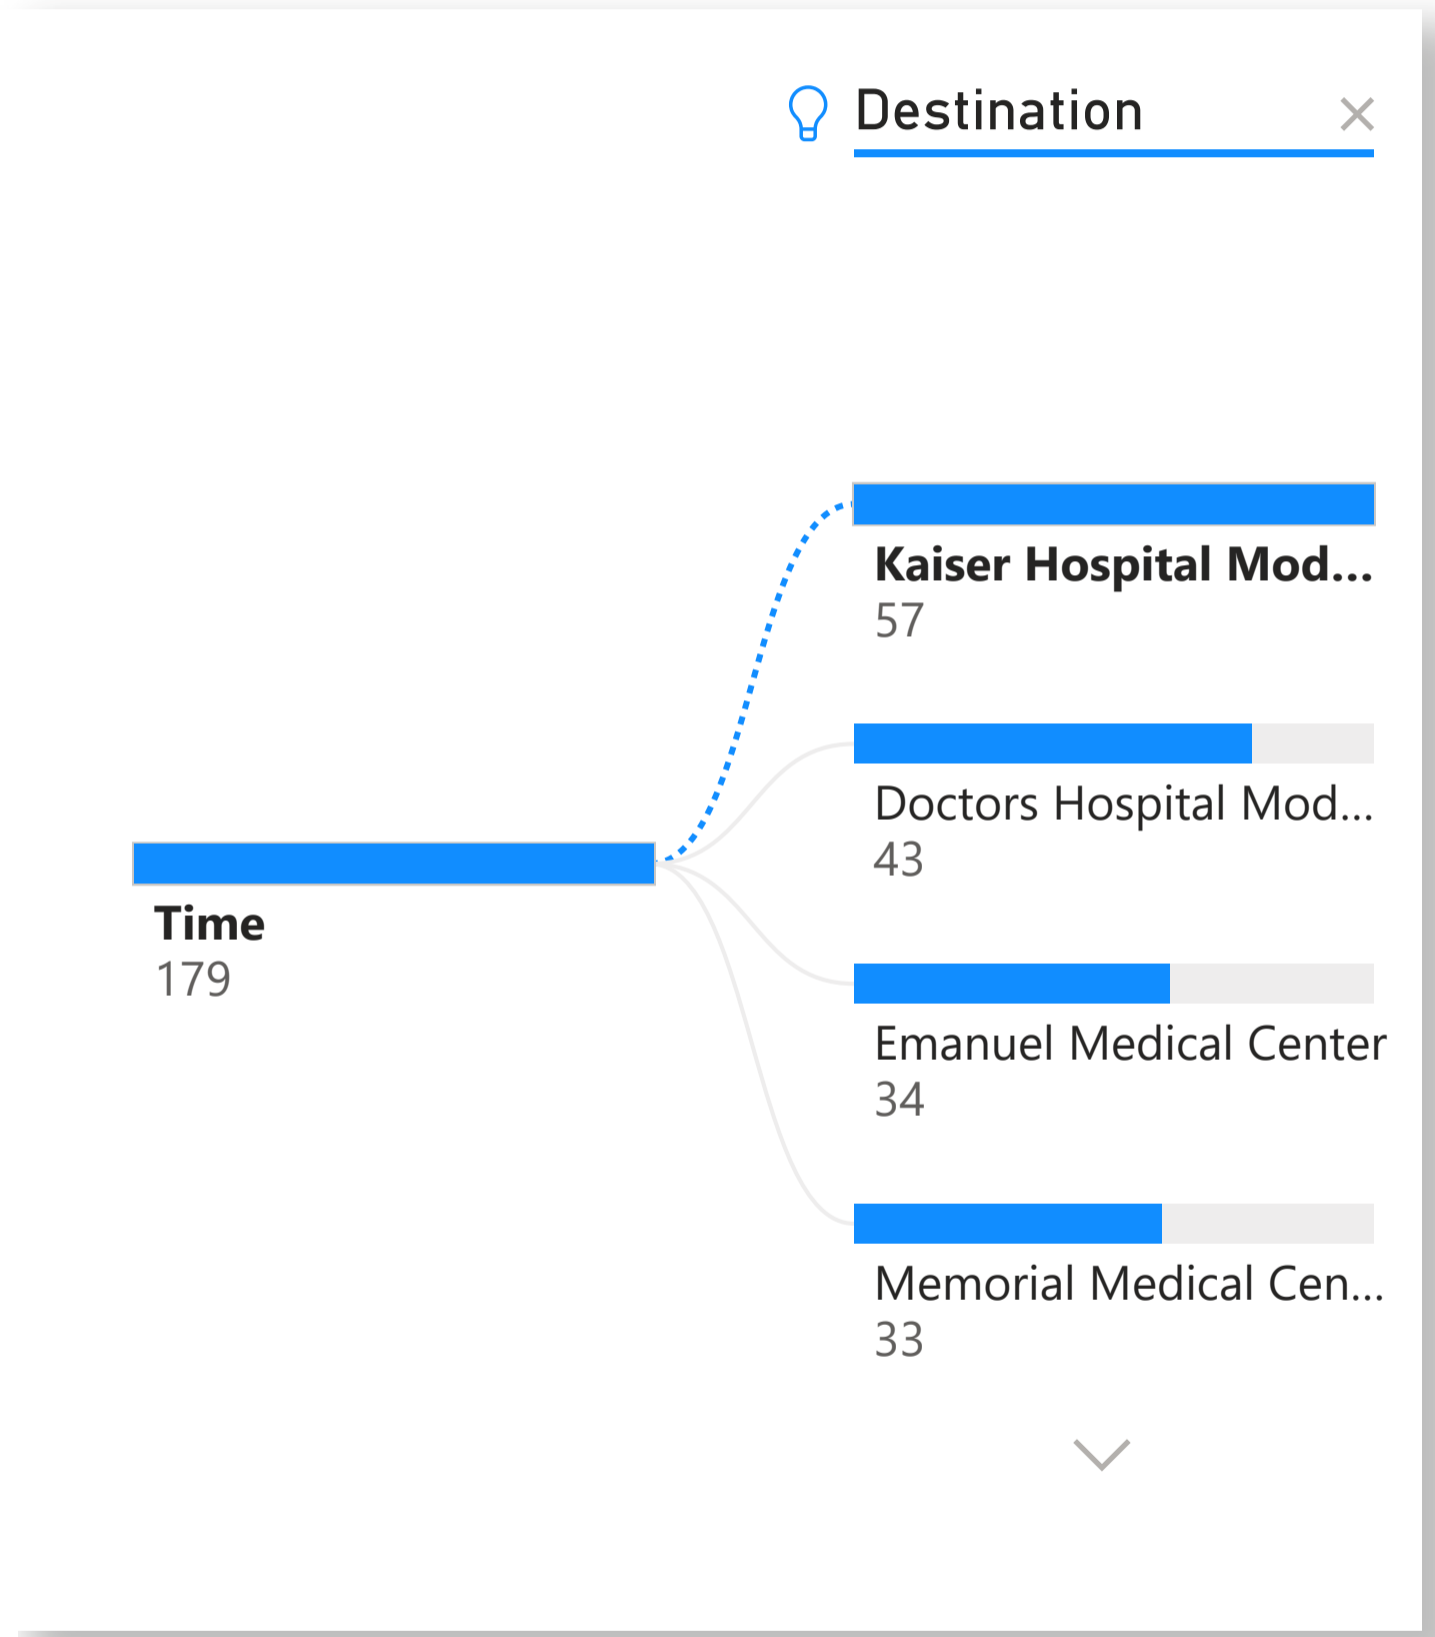 Destination
Kaiser Hospital Mod...
57
Doctors Hospital Mod...
43
Time
179
Emanuel Medical Center
34
Memorial Medical Cen...
33